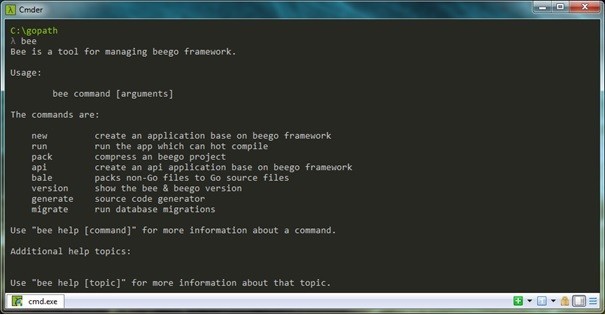 Cmder
C:\gopath
λ bee
Bee is a tool for managing beego framework.
Usage:
bee command [arguments]
The commands are:
new create an application base on beego framework
run run the app which can hot compile
pack compress an beego project
api create an api application base on beego framework
bale packs non-Go files to Go source files
version show the bee & beego version
generate source code generator
migrate run database migrations
Use "bee help [command]" for more information about a command.
Additional help topics:
Use "bee help [topic]" for more information about that topic.
cmd.exe